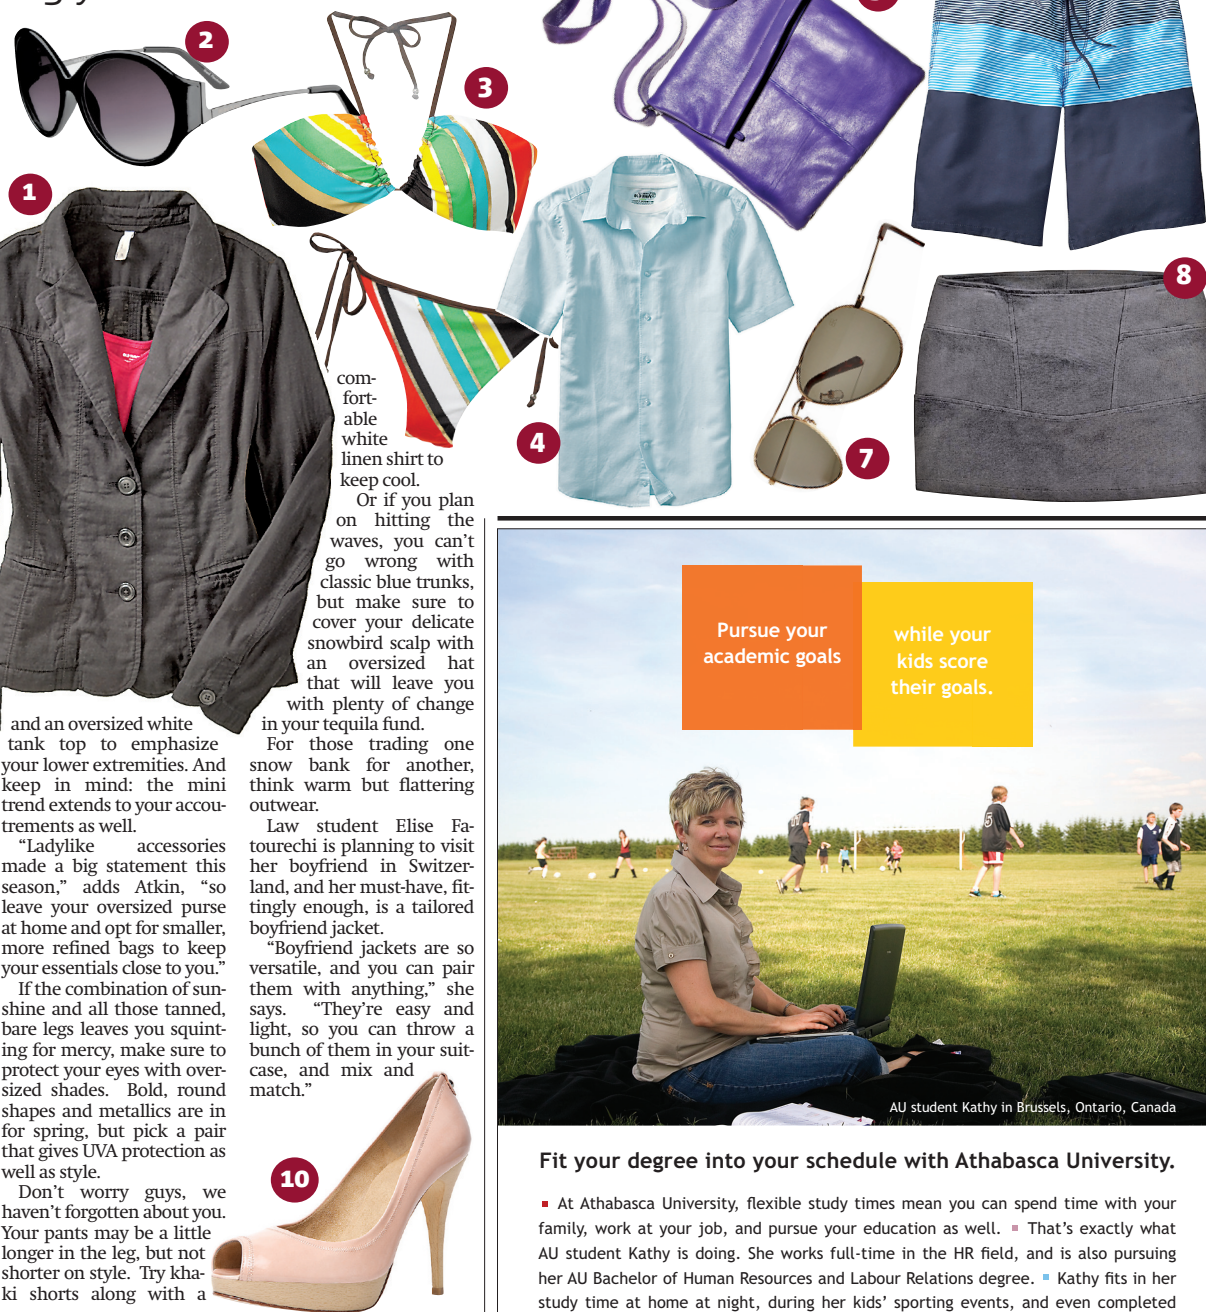 2
3
1
4
7
8
com-
fort-
able
white
linen shirt to
keep cool.
Or if you plan
on hitting the
waves, you can't
go wrong with
classic blue trunks,
but make sure to
cover your delicate
snowbird scalp with
an oversized hat
that will leave you
with plenty of change
in your tequila fund.
For those trading one
snow bank for another,
think warm but flattering
outwear.
Law student Elise Fa-
tourechi is planning to visit
her boyfriend in Switzer-
land, and her must-have, fit-
tingly enough, is a tailored
boyfriend jacket.
“Boyfriend jackets are so
versatile, and you can pair
them with anything,” she
says. “They’re easy and
light, so you can throw a
bunch of them in your suit-
case, and mix and
match.”
10
and an oversized white
tank top to emphasize
your lower extremities. And
keep in mind: the mini
trend extends to your accou-
trements as well.
“Ladylike accessories
made a big statement this
season,” adds Atkin, “so
leave your oversized purse
at home and opt for smaller,
more refined bags to keep
your essentials close to you.”
If the combination of sun-
shine and all those tanned,
bare legs leaves you squint-
ing for mercy, make sure to
protect your eyes with over-
sized shades. Bold, round
shapes and metallics are in
for spring, but pick a pair
that gives UVA protection as
well as style.
Don’t worry guys, we
haven’t forgotten about you.
Your pants may be a little
longer in the leg, but not
shorter on style. Try kha-
ki shorts along with a
Pursue your
academic goals
while your
kids score
their goals.
5
AU student Kathy in Brussels, Ontario, Canada
Fit your degree into your schedule with Athabasca University.
At Athabasca University, flexible study times mean you can spend time with your
family, work at your job, and pursue your education as well. That’s exactly what
AU student Kathy is doing. She works full-time in the HR field, and is also pursuing
her AU Bachelor of Human Resources and Labour Relations degree. Kathy fits in her
study time at home at night, during her kids’ sporting events, and even completed